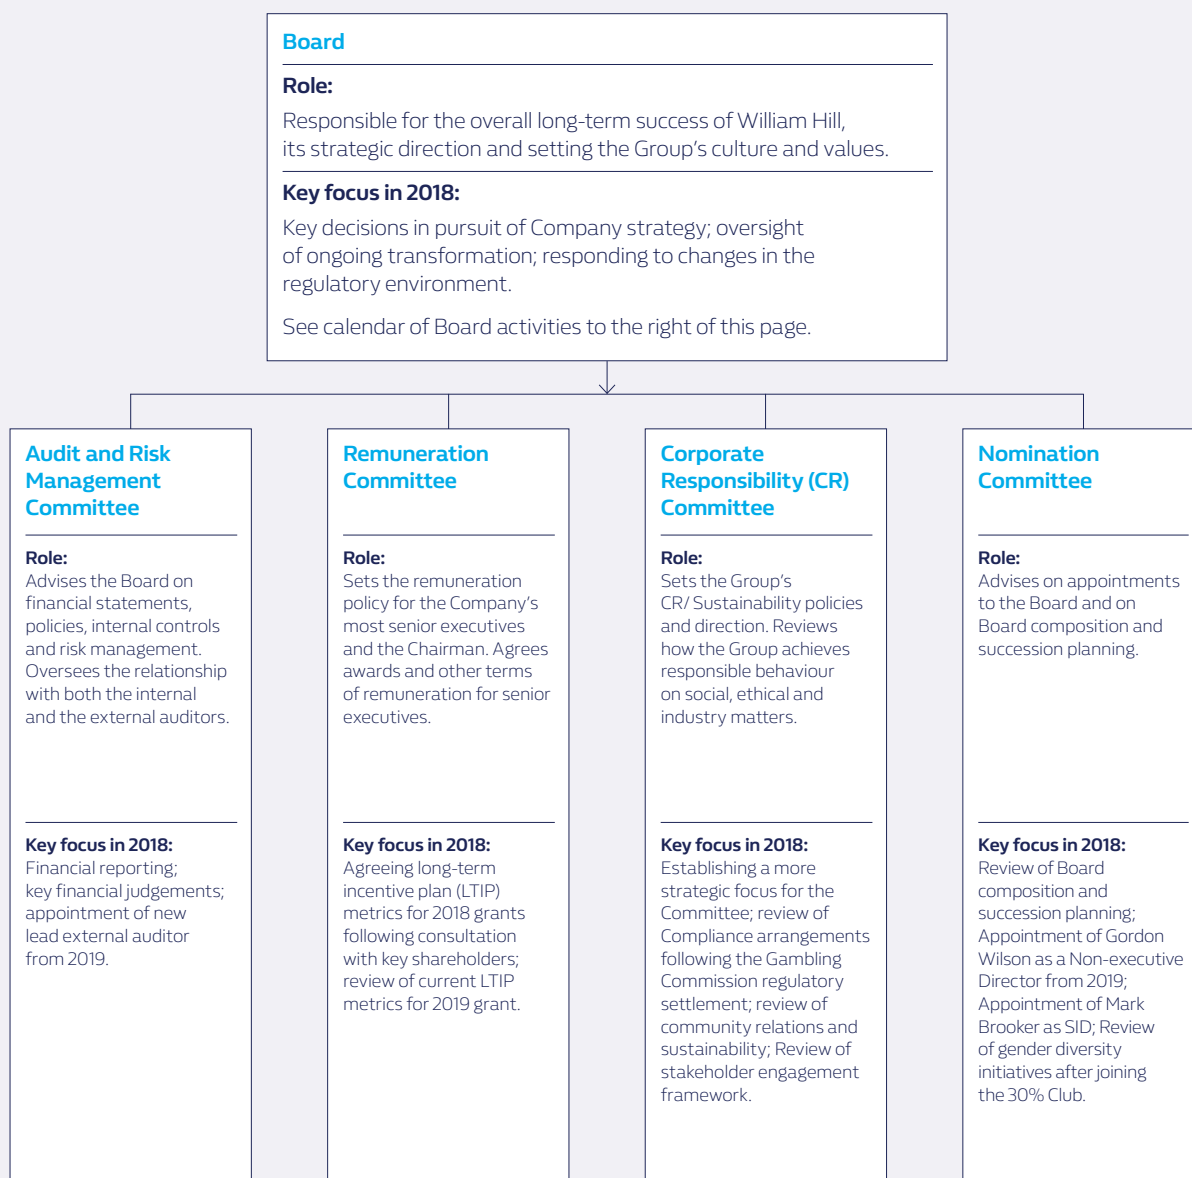 Board
Role:
Responsible for the overall long-term success of William Hill,
its strategic direction and setting the Group's culture and values.
Key focus in 2018:
Key decisions in pursuit of Company strategy; oversight
of ongoing transformation; responding to changes in the
regulatory environment.
See calendar of Board activities to the right of this page.
Audit and Risk
Management
Committee
Role:
Advises the Board on
financial statements,
policies, internal controls
and risk management.
Oversees the relationship
with both the internal
and the external auditors.
Key focus in 2018:
Financial reporting;
key financial judgements;
appointment of new
lead external auditor
from 2019.
Remuneration
Committee
Role:
Sets the remuneration
policy for the Company's
most senior executives
and the Chairman. Agrees
awards and other terms
of remuneration for senior
executives.
Key focus in 2018:
Agreeing long-term
incentive plan (LTIP)
metrics for 2018 grants
following consultation
with key shareholders;
review of current LTIP
metrics for 2019 grant.
Corporate
Responsibility (CR)
Committee
Role:
Sets the Group's
CR/ Sustainability policies
and direction. Reviews
how the Group achieves
responsible behaviour
on social, ethical and
industry matters.
Key focus in 2018:
Establishing a more
strategic focus for the
Committee; review of
Compliance arrangements
following the Gambling
Commission regulatory
settlement; review of
community relations and
sustainability; Review of
stakeholder engagement
framework.
Nomination
Committee
Role:
Advises on appointments
to the Board and on
Board composition and
succession planning.
Key focus in 2018:
Review of Board
composition and
succession planning;
Appointment of Gordon
Wilson as a Non-executive
Director from 2019;
Appointment of Mark
Brooker as SID; Review
of gender diversity
initiatives after joining
the 30% Club.